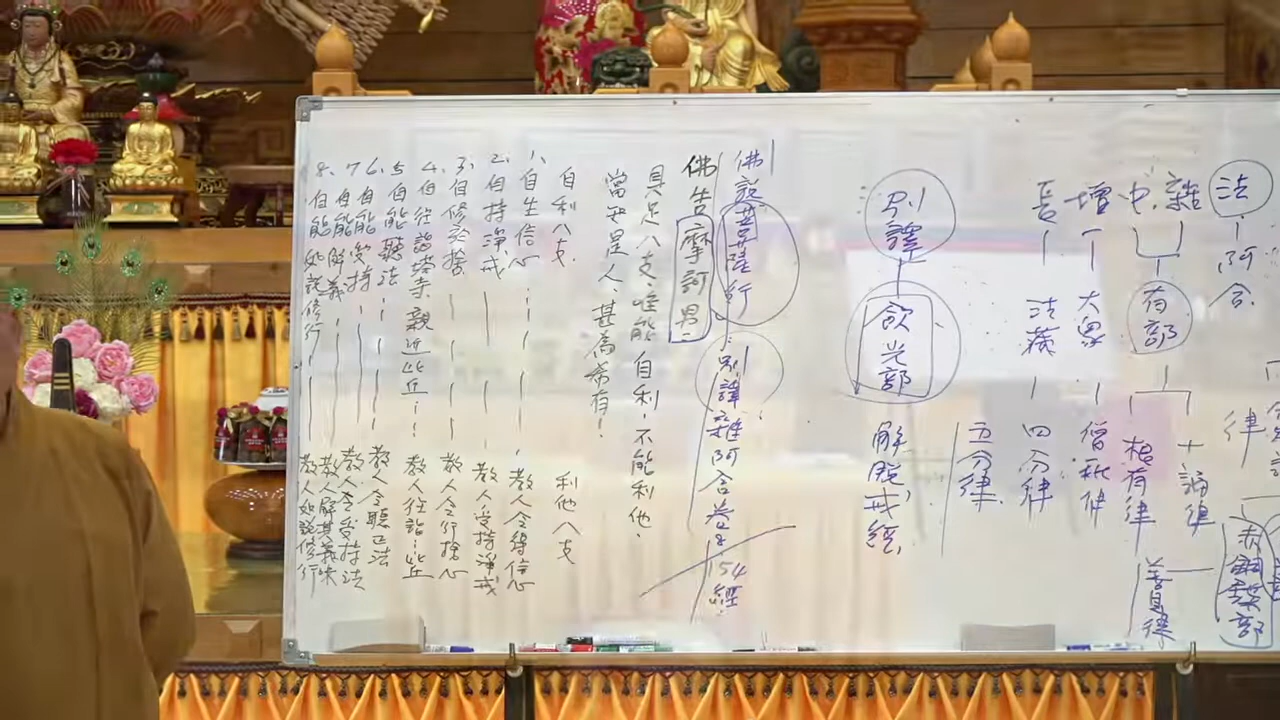 法 阿含
雜
中
有部
十誦律
根有律
善見律
赤銅鍱部
律
增 大眾 僧祇律
長 法藏 四分律
五分律
別譯 飲光部 解脫戒經
佛說菩薩行 別譯雜阿含卷8 154經
佛告摩訶男
具足八支,唯能自利,不能利他,
當知是人,甚為希有!
自利八支 利他八支
1、自生信心 教人令得信心
2、自持淨戒 教人受持淨戒
3、自修於捨 教人令行捨心
4、自往詣塔寺親近比丘 教人往詣比丘
5、自能聽法 教人令聽正法
6、自能受持 教人令受持法
7、自能解義 教人解其義味
8、自能如說修行 教人如說修行